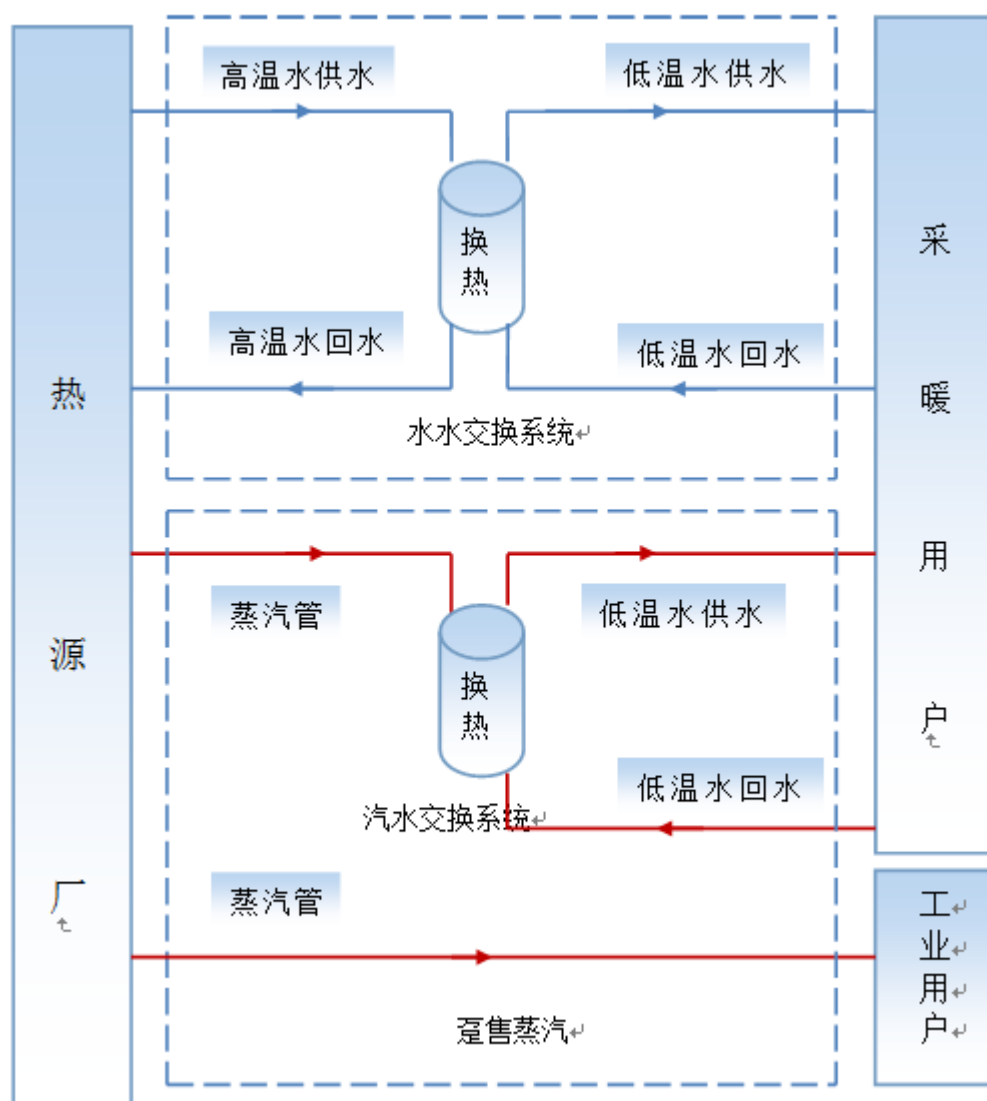 热源厂
高温水供水
低温水供水
换热
高温水回水
低温水回水
水水交换系统
采暖用户
蒸汽管
低温水供水
换热
低温水回水
汽水交换系统
蒸汽管
趸售蒸汽
工业用户